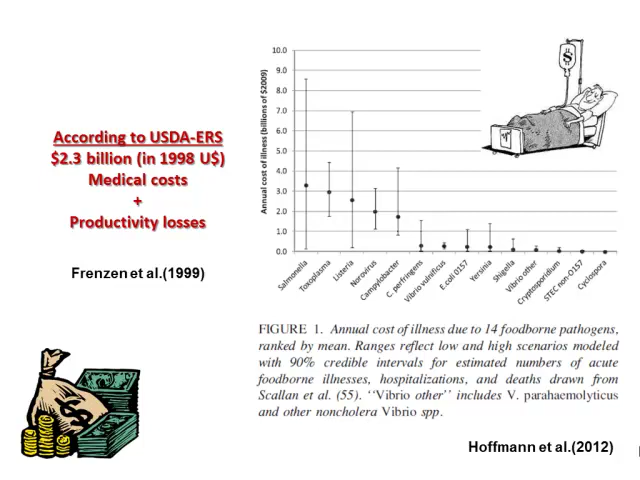 According to USDA-ERS
$2.3 billion (in 1998 U$)
Medical costs
+
Productivity losses
Frenzen et al.(1999)
Annual cost of illness (billions of $2009)
10.0
9.0
8.0
7.0
6.0
5.0
4.0
3.0
2.0
1.0
0.0
Salmonella
Toxoplasma
Listeria
Norovirus
Campylobacter
C. perfringens
Vibrio vulnificus
E.coli O157
Yersinia
Shigella
Vibrio other
Cryptosporidium
STEC non-O157
Cyclospora
$
$
FIGURE 1. Annual cost of illness due to 14 foodborne pathogens,
ranked by mean. Ranges reflect low and high scenarios modeled
with 90% credible intervals for estimated numbers of acute
foodborne illnesses, hospitalizations, and deaths drawn from
Scallan et al. (55). ‘‘Vibrio other’’ includes V. parahaemolyticus
and other noncholera Vibrio spp.
Hoffmann et al.(2012)